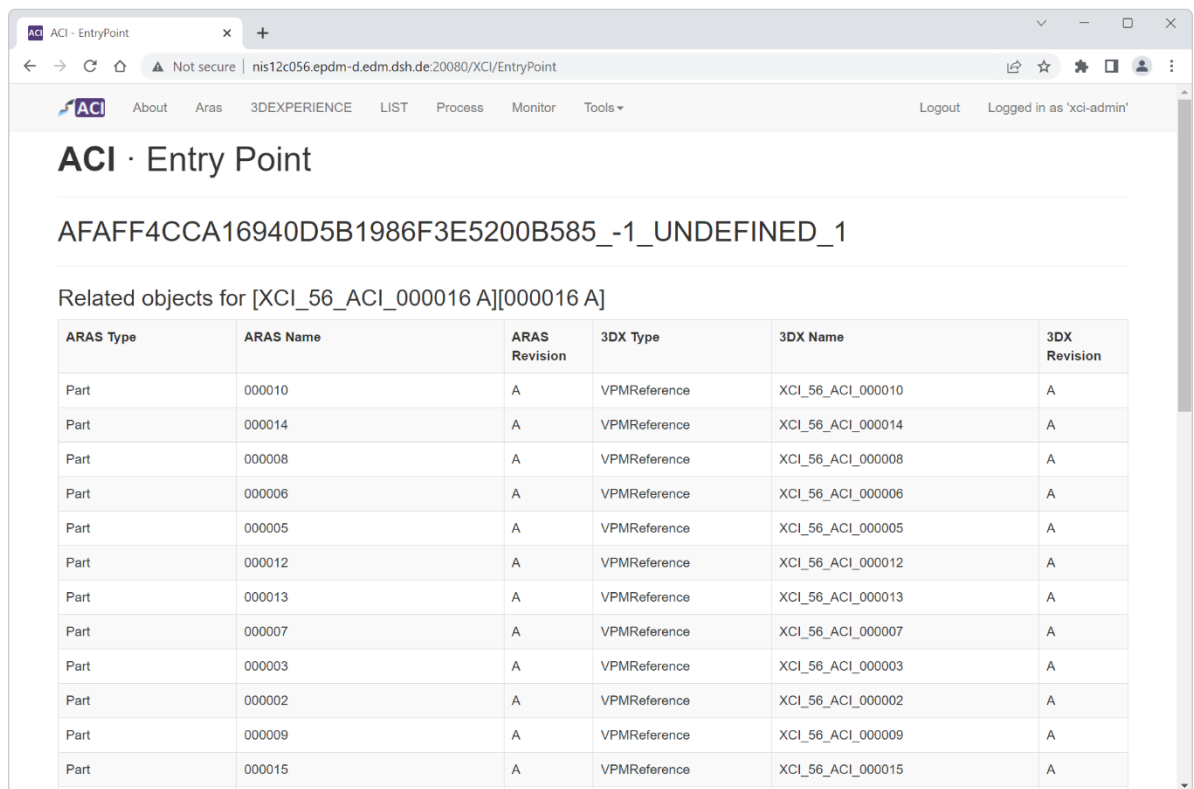 ACI ACI - EntryPoint
Not secure | nis12c056.epdm-d.edm.dsh.de:20080/XCI/EntryPoint
ACI About Aras 3DEXPERIENCE LIST Process Monitor Tools Logout Logged in as 'xci-admin'
ACI · Entry Point
AFAFF4CCA16940D5B1986F3E5200B585_-1_UNDEFINED_1
Related objects for [XCI_56_ACI_000016 A][000016 A]
ARAS Type ARAS Name ARAS Revision 3DX Type 3DX Name 3DX Revision
Part 000010 A VPMReference XCI_56_ACI_000010 A
Part 000014 A VPMReference XCI_56_ACI_000014 A
Part 000008 A VPMReference XCI_56_ACI_000008 A
Part 000006 A VPMReference XCI_56_ACI_000006 A
Part 000005 A VPMReference XCI_56_ACI_000005 A
Part 000012 A VPMReference XCI_56_ACI_000012 A
Part 000013 A VPMReference XCI_56_ACI_000013 A
Part 000007 A VPMReference XCI_56_ACI_000007 A
Part 000003 A VPMReference XCI_56_ACI_000003 A
Part 000002 A VPMReference XCI_56_ACI_000002 A
Part 000009 A VPMReference XCI_56_ACI_000009 A
Part 000015 A VPMReference XCI_56_ACI_000015 A